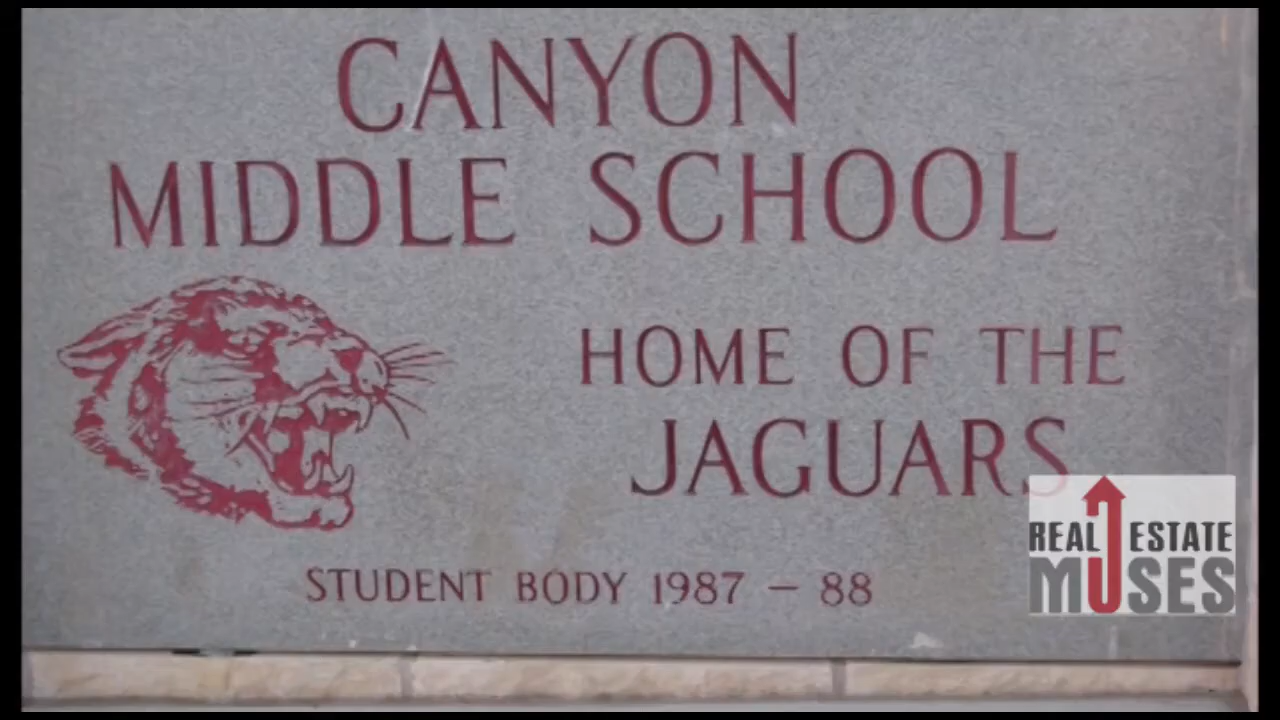 CANYON
MIDDLE SCHOOL
HOME OF THE
JAGUARS
STUDENT BODY 1987 – 88
REAL ESTATE
MUSES